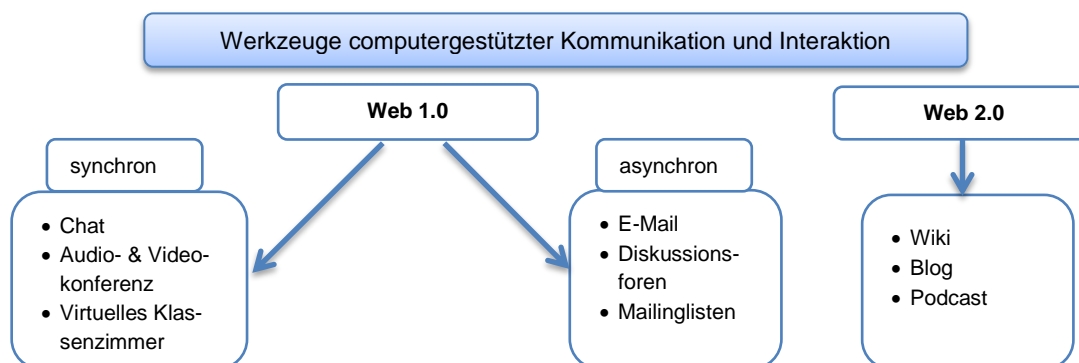 Werkzeuge computergestützter Kommunikation und Interaktion
Web 1.0
Web 2.0
synchron
asynchron
• Chat
• Audio- & Video-
konferenz
• Virtuelles Klas-
senzimmer
• E-Mail
• Diskussions-
foren
• Mailinglisten
• Wiki
• Blog
• Podcast